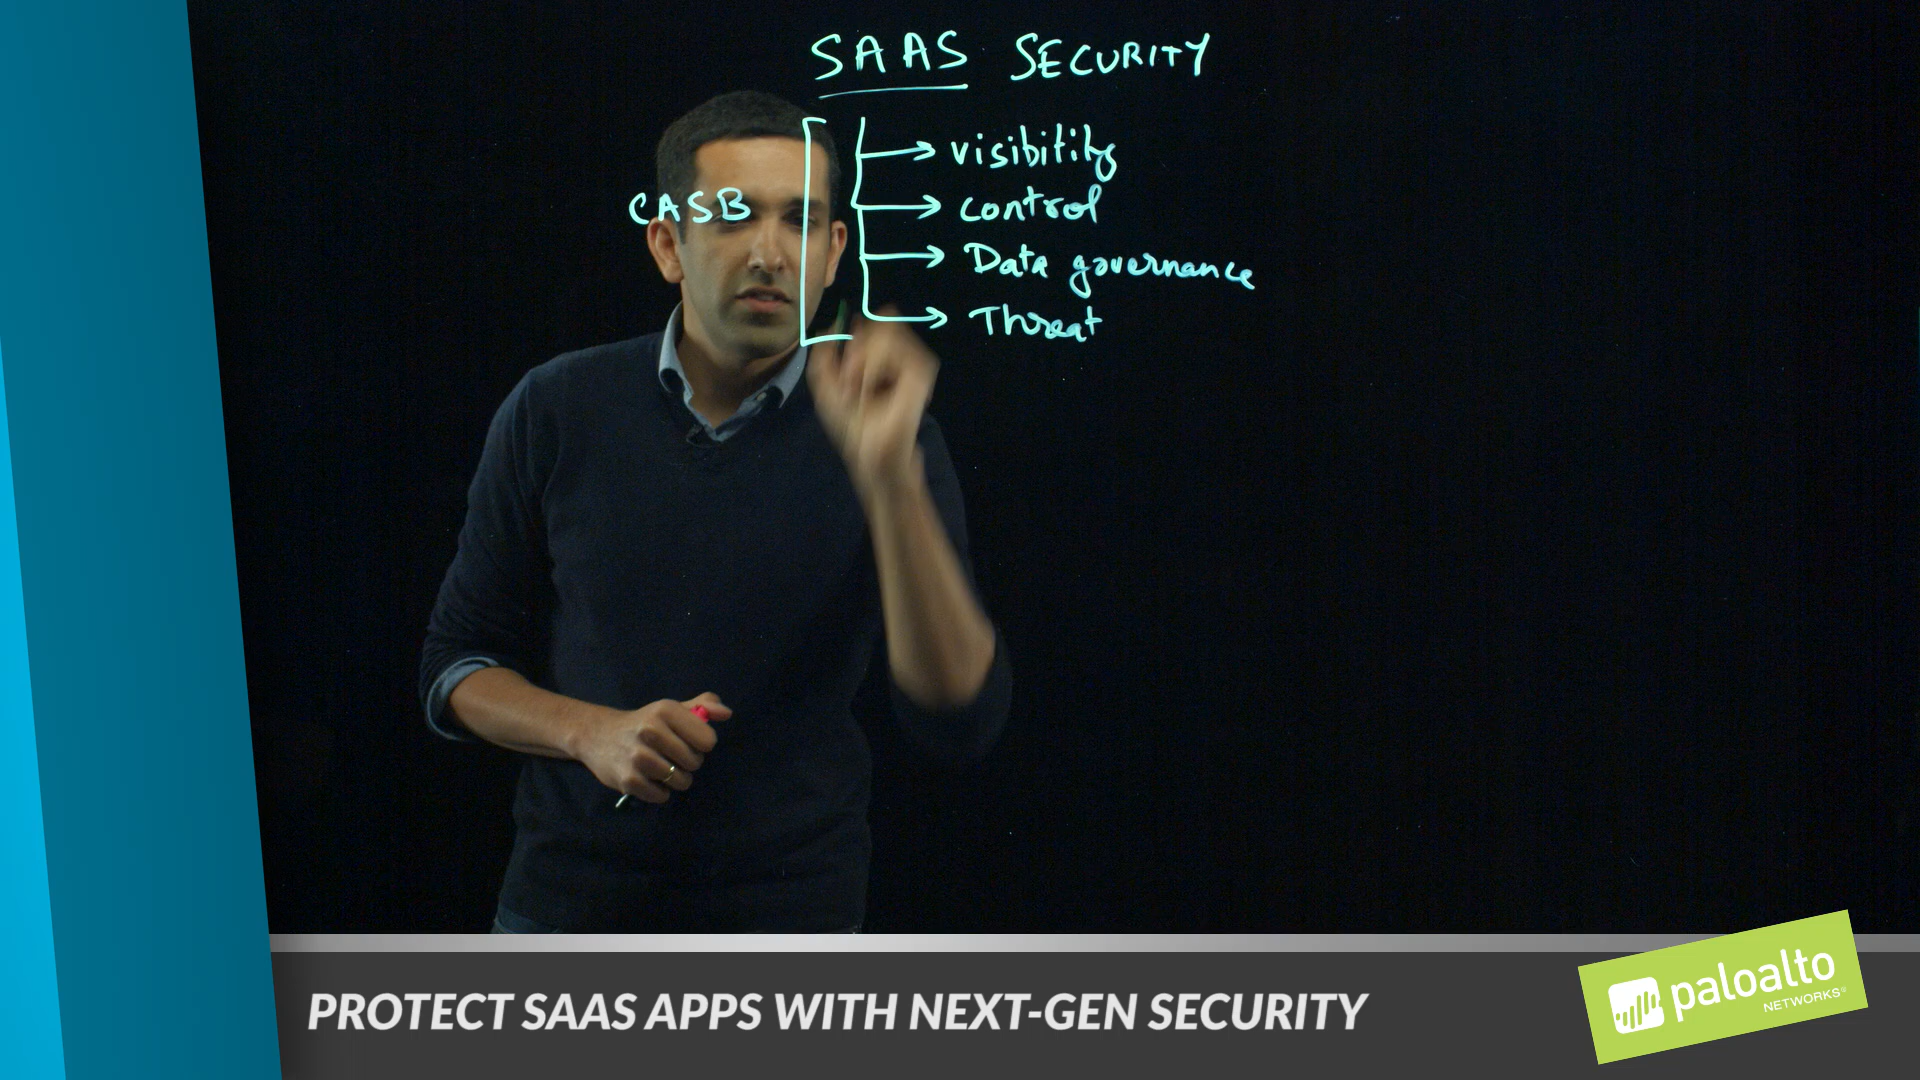 SAAS SECURITY
visibility
CASB
control
Data governance
Threat
PROTECT SAAS APPS WITH NEXT-GEN SECURITY
paloalto
NETWORKS®